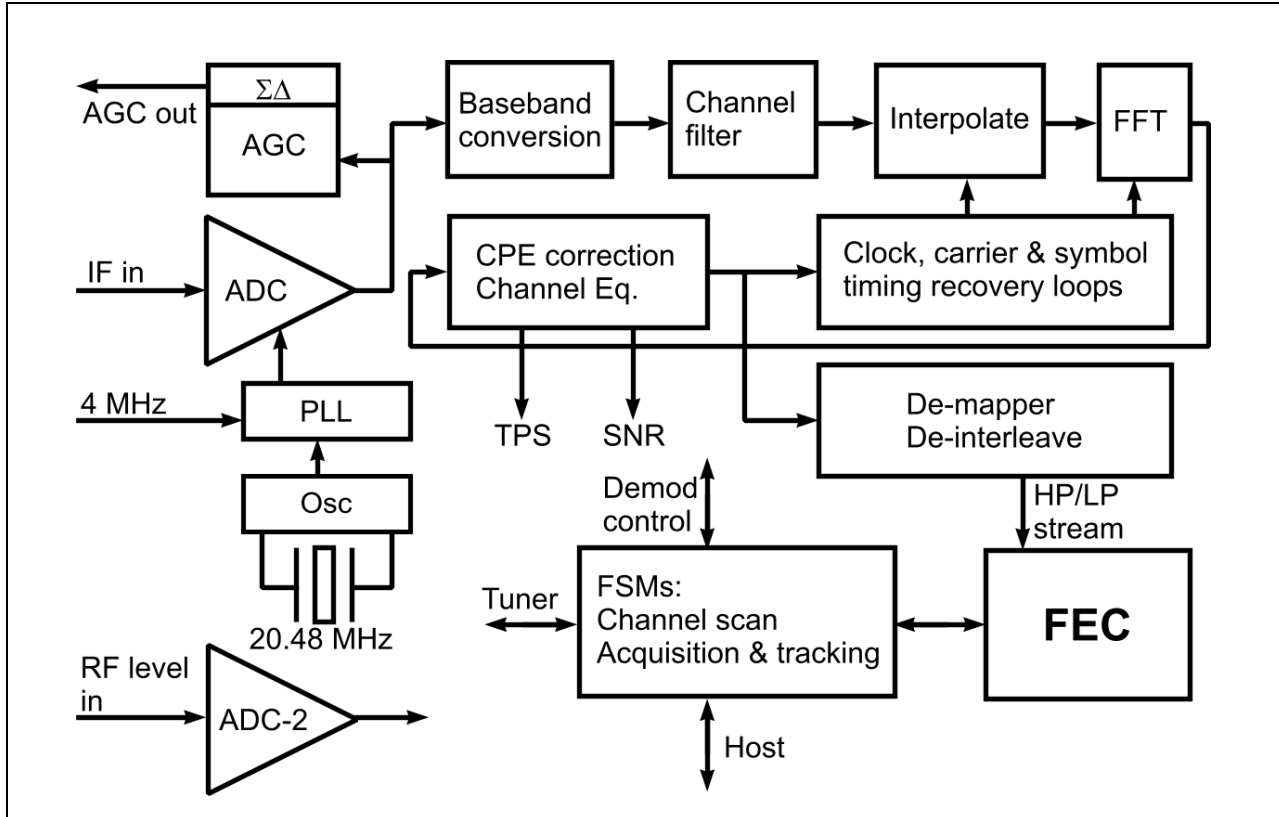 ΣΔ
AGC out
AGC
Baseband
conversion
Channel
filter
Interpolate
FFT
IF in
ADC
CPE correction
Channel Eq.
Clock, carrier & symbol
timing recovery loops
4 MHz
PLL
TPS
SNR
De-mapper
De-interleave
Osc
Demod
control
HP/LP
stream
20.48 MHz
Tuner
FSMs:
Channel scan
Acquisition & tracking
FEC
RF level
in
ADC-2
Host